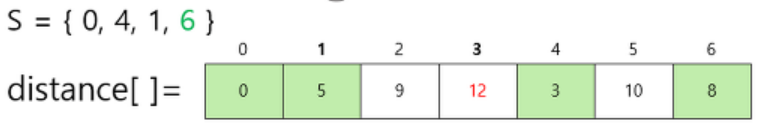 S = { 0, 4, 1, 6 }
0 1 2 3 4 5 6
distance[ ]= 0 5 9 12 3 10 8